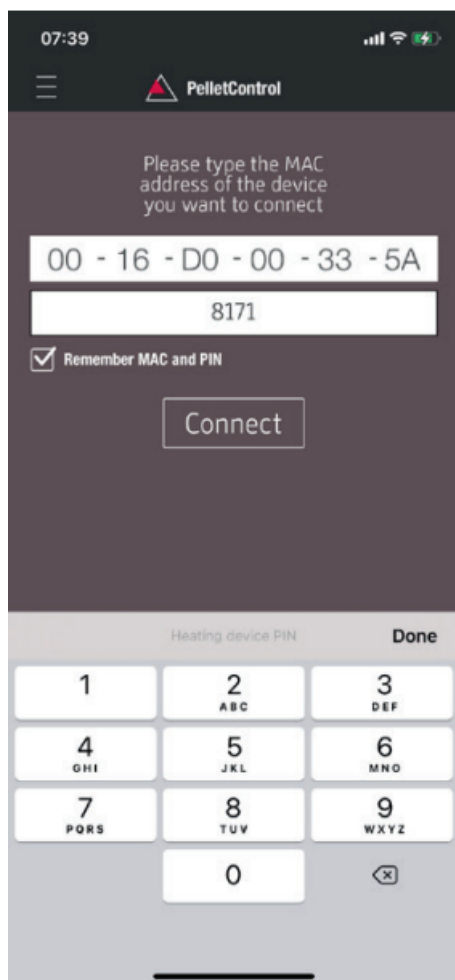 07:39
PelletControl
Please type the MAC
address of the device
you want to connect
00 - 16 - D0 - 00 - 33 - 5A
8171
Remember MAC and PIN
Connect
Heating device PIN
Done
1
2
ABC
3
DEF
4
GHI
5
JKL
6
MNO
7
PQRS
8
TUV
9
WXYZ
0